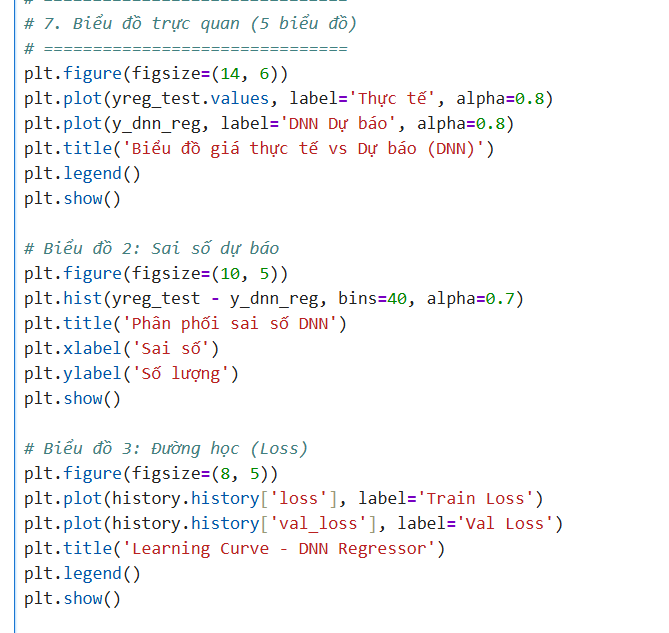 # ===============================
# 7. Biểu đồ trực quan (5 biểu đồ)
# ===============================
plt.figure(figsize=(14, 6))
plt.plot(yreg_test.values, label='Thực tế', alpha=0.8)
plt.plot(y_dnn_reg, label='DNN Dự báo', alpha=0.8)
plt.title('Biểu đồ giá thực tế vs Dự báo (DNN)')
plt.legend()
plt.show()
# Biểu đồ 2: Sai số dự báo
plt.figure(figsize=(10, 5))
plt.hist(yreg_test - y_dnn_reg, bins=40, alpha=0.7)
plt.title('Phân phối sai số DNN')
plt.xlabel('Sai số')
plt.ylabel('Số lượng')
plt.show()
# Biểu đồ 3: Đường học (Loss)
plt.figure(figsize=(8, 5))
plt.plot(history.history['loss'], label='Train Loss')
plt.plot(history.history['val_loss'], label='Val Loss')
plt.title('Learning Curve - DNN Regressor')
plt.legend()
plt.show()